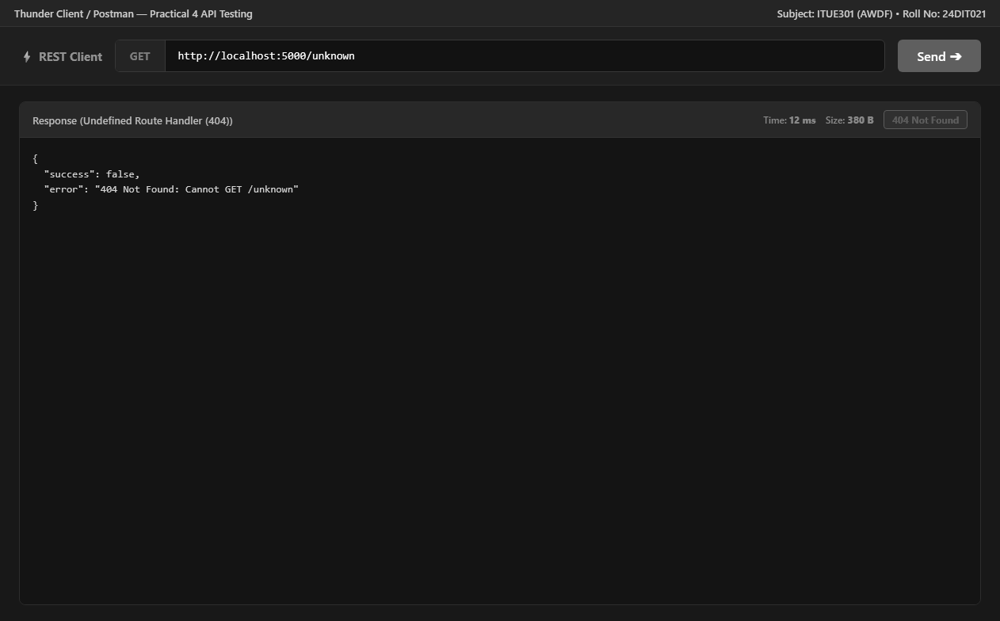 Thunder Client / Postman — Practical 4 API Testing
Subject: ITUE301 (AWDF) • Roll No: 24DIT021
REST Client
GET
http://localhost:5000/unknown
Send ➔
Response (Undefined Route Handler (404))
Time: 12 ms
Size: 380 B
404 Not Found
{
  "success": false,
  "error": "404 Not Found: Cannot GET /unknown"
}